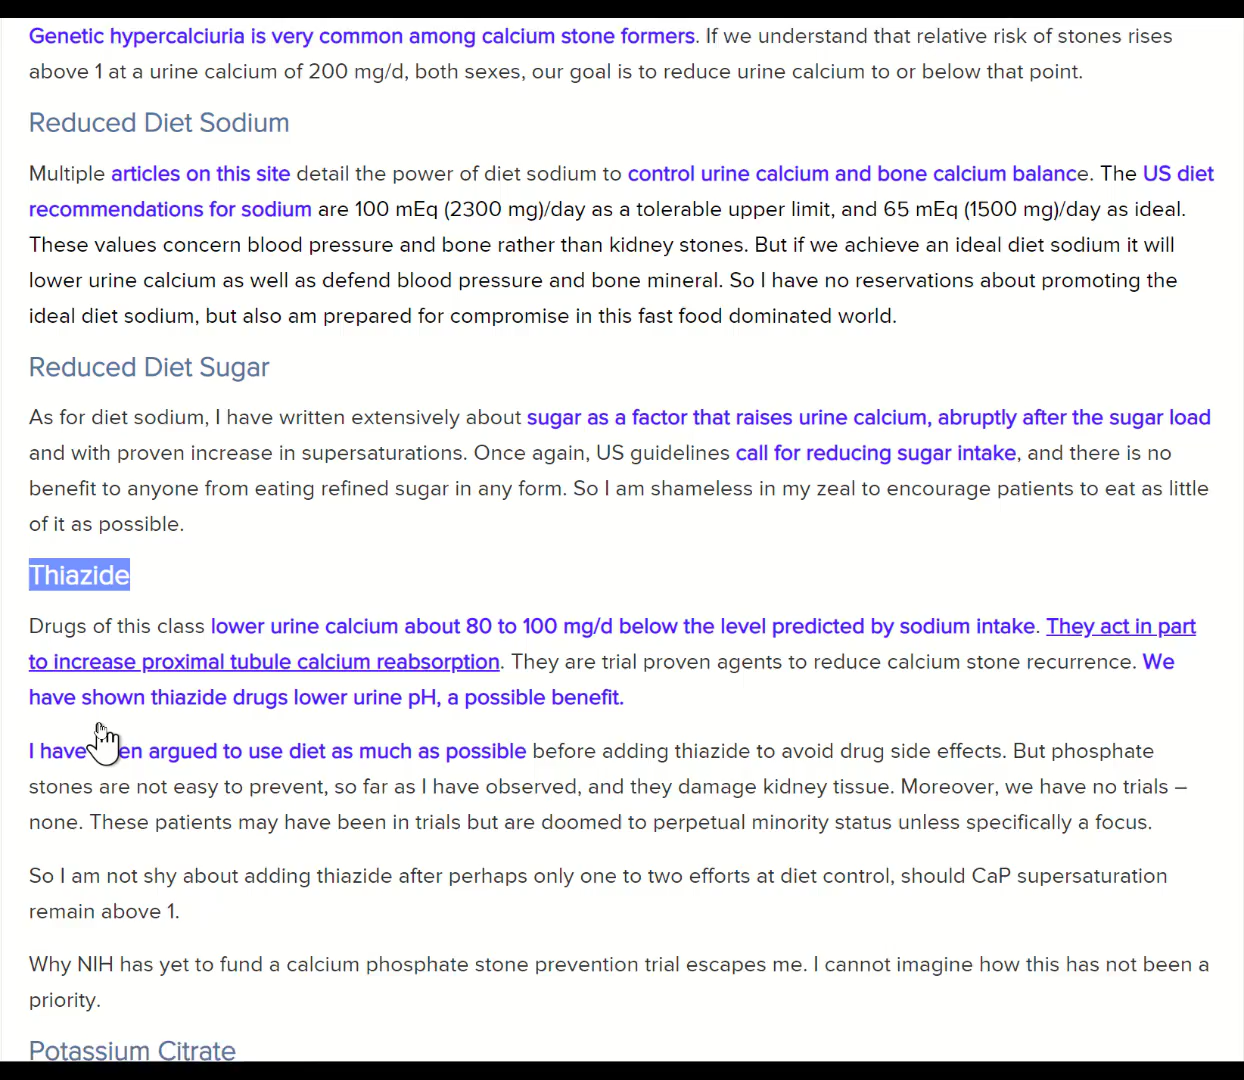 Genetic hypercalciuria is very common among calcium stone formers. If we understand that relative risk of stones rises
above 1 at a urine calcium of 200 mg/d, both sexes, our goal is to reduce urine calcium to or below that point.
Reduced Diet Sodium
Multiple articles on this site detail the power of diet sodium to control urine calcium and bone calcium balance. The US diet
recommendations for sodium are 100 mEq (2300 mg)/day as a tolerable upper limit, and 65 mEq (1500 mg)/day as ideal.
These values concern blood pressure and bone rather than kidney stones. But if we achieve an ideal diet sodium it will
lower urine calcium as well as defend blood pressure and bone mineral. So I have no reservations about promoting the
ideal diet sodium, but also am prepared for compromise in this fast food dominated world.
Reduced Diet Sugar
As for diet sodium, I have written extensively about sugar as a factor that raises urine calcium, abruptly after the sugar load
and with proven increase in supersaturations. Once again, US guidelines call for reducing sugar intake, and there is no
benefit to anyone from eating refined sugar in any form. So I am shameless in my zeal to encourage patients to eat as little
of it as possible.
Thiazide
Drugs of this class lower urine calcium about 80 to 100 mg/d below the level predicted by sodium intake. They act in part
to increase proximal tubule calcium reabsorption. They are trial proven agents to reduce calcium stone recurrence. We
have shown thiazide drugs lower urine pH, a possible benefit.
I have argued to use diet as much as possible before adding thiazide to avoid drug side effects. But phosphate
stones are not easy to prevent, so far as I have observed, and they damage kidney tissue. Moreover, we have no trials –
none. These patients may have been in trials but are doomed to perpetual minority status unless specifically a focus.
So I am not shy about adding thiazide after perhaps only one to two efforts at diet control, should CaP supersaturation
remain above 1.
Why NIH has yet to fund a calcium phosphate stone prevention trial escapes me. I cannot imagine how this has not been a
priority.
Potassium Citrate